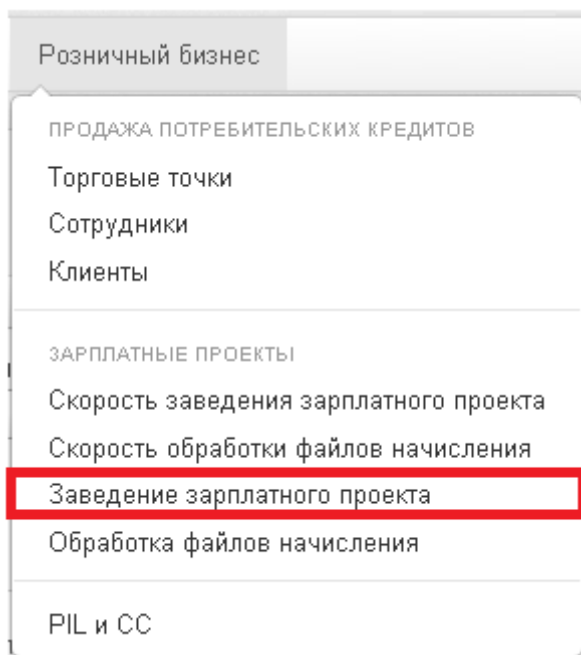 Розничный бизнес
ПРОДАЖА ПОТРЕБИТЕЛЬСКИХ КРЕДИТОВ
Торговые точки
Сотрудники
Клиенты
ЗАРПЛАТНЫЕ ПРОЕКТЫ
Скорость заведения зарплатного проекта
Скорость обработки файлов начисления
Заведение зарплатного проекта
Обработка файлов начисления
PIL и CC